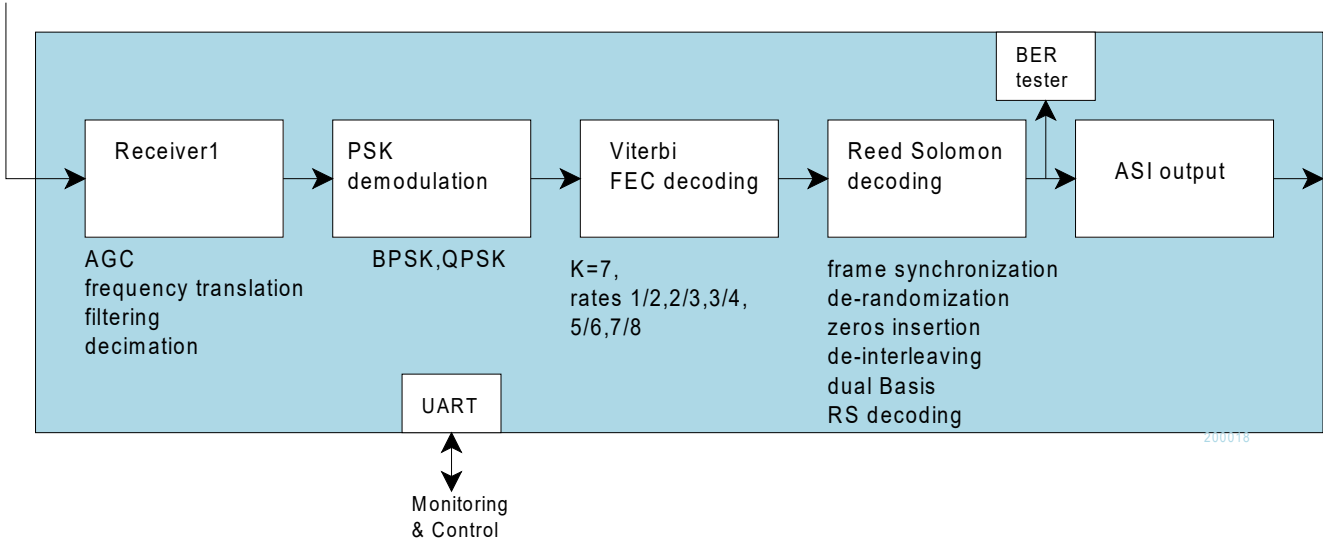 BER
tester
Receiver1
PSK
demodulation
Viterbi
FEC decoding
Reed Solomon
decoding
ASI output
AGC
frequency translation
filtering
decimation
BPSK,QPSK
K=7,
rates 1/2,2/3,3/4,
5/6,7/8
frame synchronization
de-randomization
zeros insertion
de-interleaving
dual Basis
RS decoding
UART
200018
Monitoring
& Control